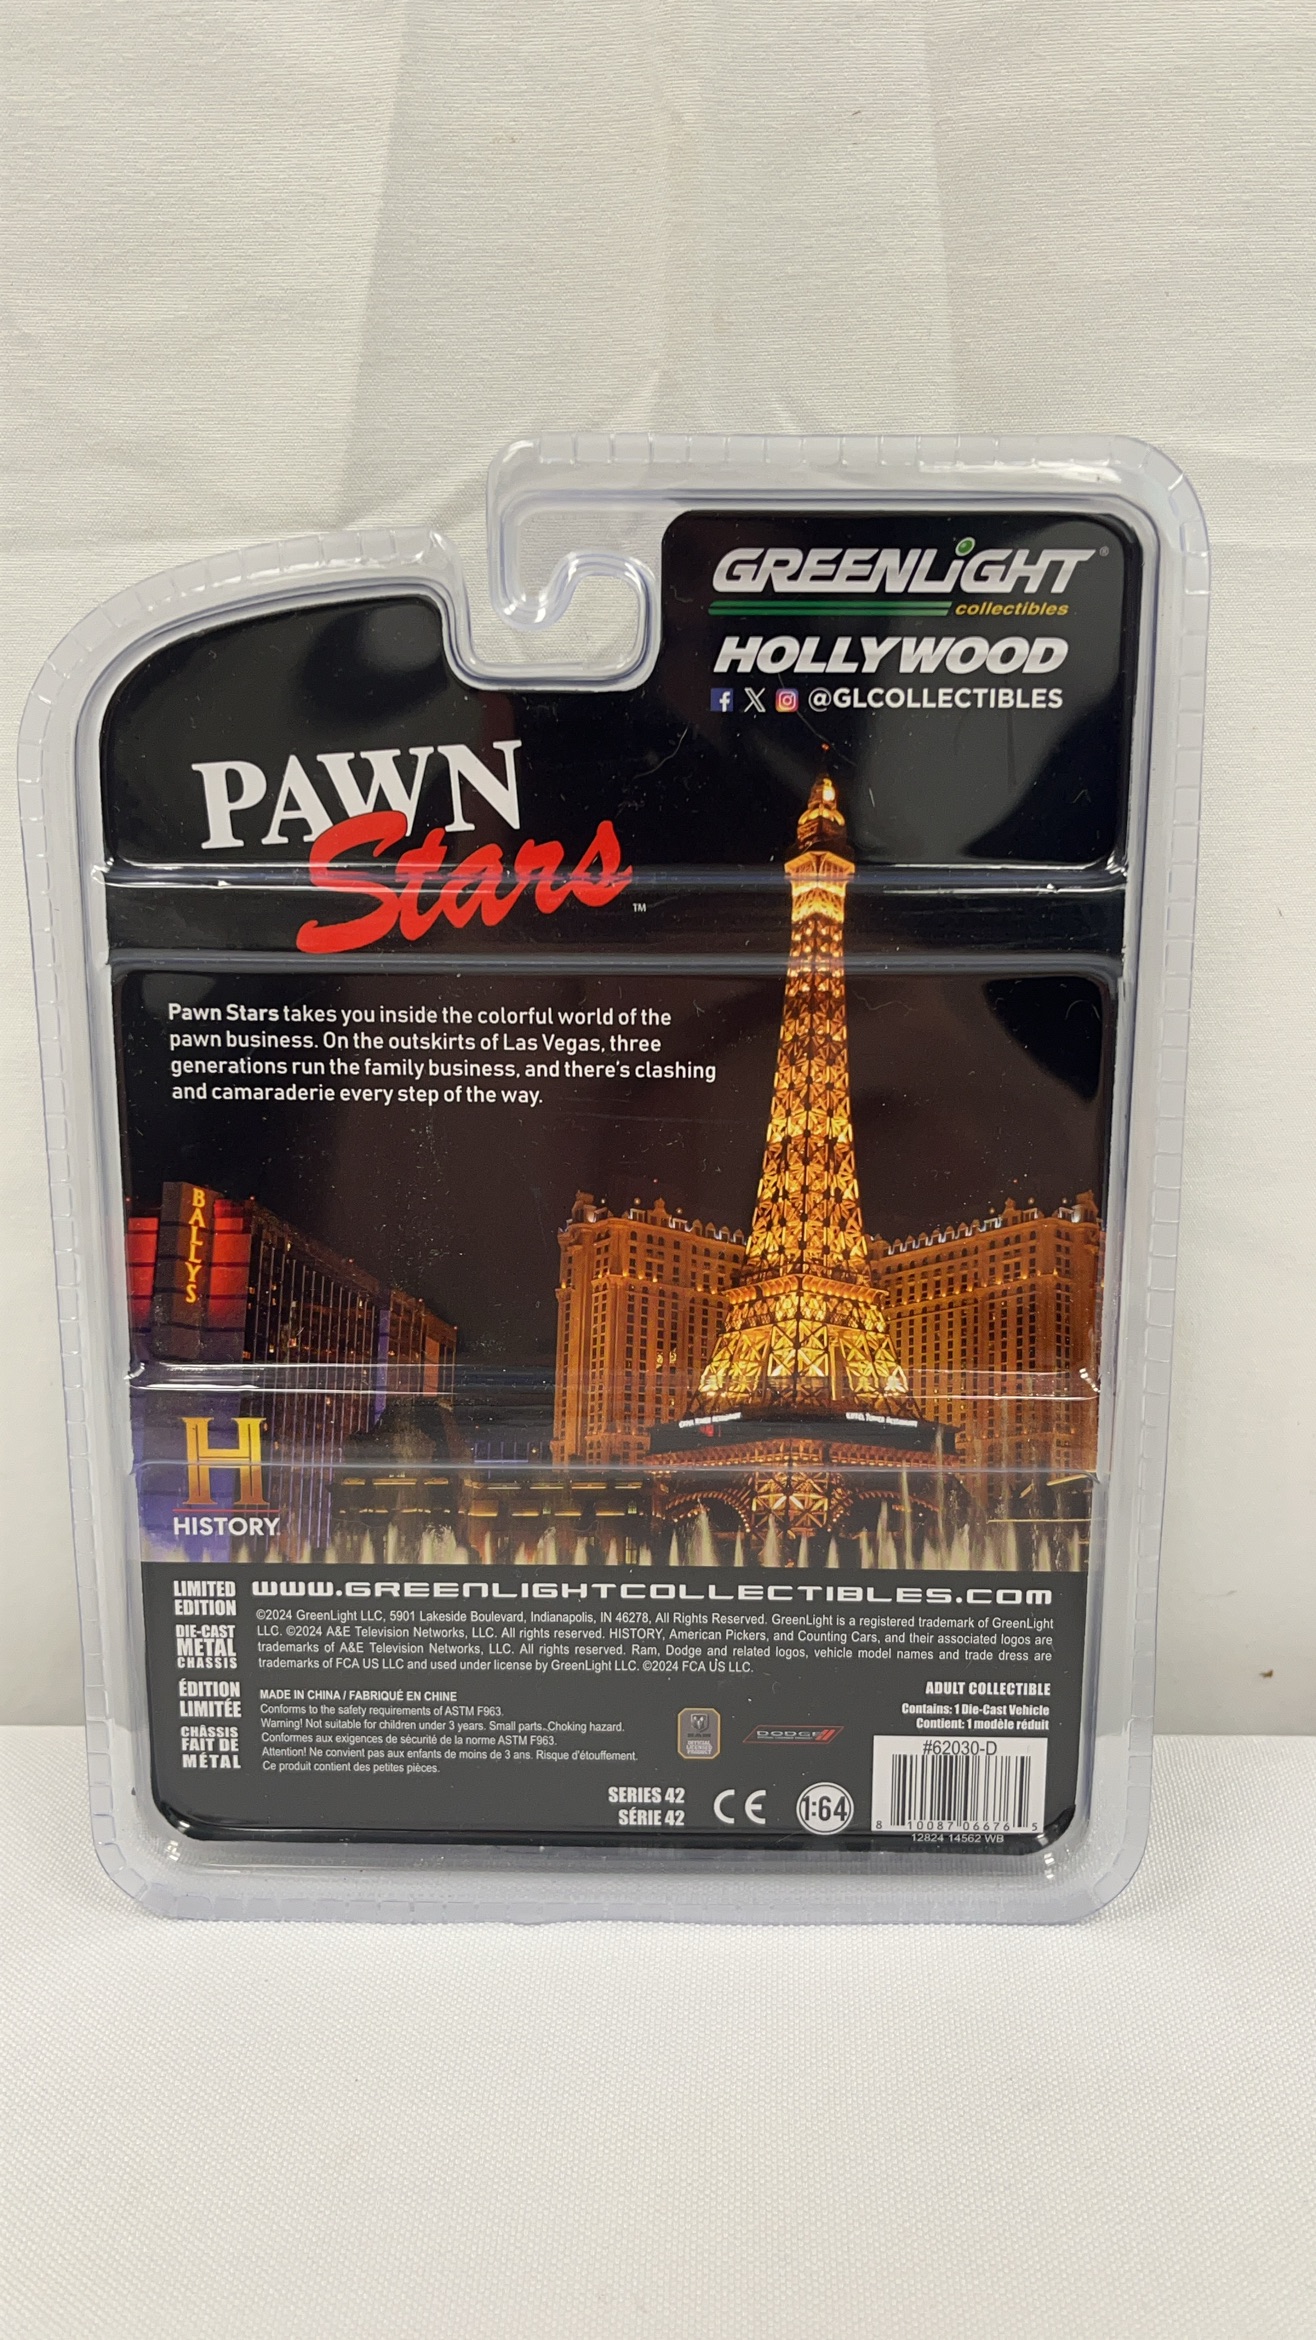 GREENLiGHT®
collectibles
HOLLYWOOD
@GLCOLLECTIBLES
PAWN
Stars™
Pawn Stars takes you inside the colorful world of the
pawn business. On the outskirts of Las Vegas, three
generations run the family business, and there's clashing
and camaraderie every step of the way.
BALLYS
EIFFEL TOWER RESTAURANT
H
HISTORY
LIMITED
EDITION
DIE-CAST
METAL
CHASSIS
WWW.GREENLIGHTCOLLECTIBLES.COM
©2024 GreenLight LLC, 5901 Lakeside Boulevard, Indianapolis, IN 46278, All Rights Reserved. GreenLight is a registered trademark of GreenLight
LLC. ©2024 A&E Television Networks, LLC. All rights reserved. HISTORY, American Pickers, and Counting Cars, and their associated logos are
trademarks of A&E Television Networks, LLC. All rights reserved. Ram, Dodge and related logos, vehicle model names and trade dress are
trademarks of FCA US LLC and used under license by GreenLight LLC. ©2024 FCA US LLC.
ÉDITION
LIMITÉE
CHÂSSIS
FAIT DE
MÉTAL
MADE IN CHINA / FABRIQUÉ EN CHINE
Conforms to the safety requirements of ASTM F963.
Warning! Not suitable for children under 3 years. Small parts. Choking hazard.
Conformes aux exigences de sécurité de la norme ASTM F963.
Attention! Ne convient pas aux enfants de moins de 3 ans. Risque d'étouffement.
Ce produit contient des petites pièces.
OFFICIAL
LICENSED
PRODUCT
DODGE
ADULT COLLECTIBLE
Contains: 1 Die-Cast Vehicle
Contient: 1 modèle réduit
#62030-D
8 10087 06676 5
12824 14562 WB
SERIES 42
SÉRIE 42
CE
1:64